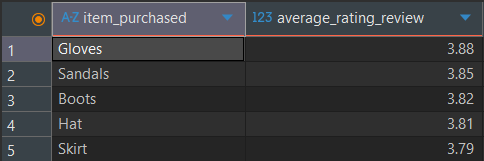 A-Z item_purchased 123 average_rating_review
1 Gloves 3.88
2 Sandals 3.85
3 Boots 3.82
4 Hat 3.81
5 Skirt 3.79